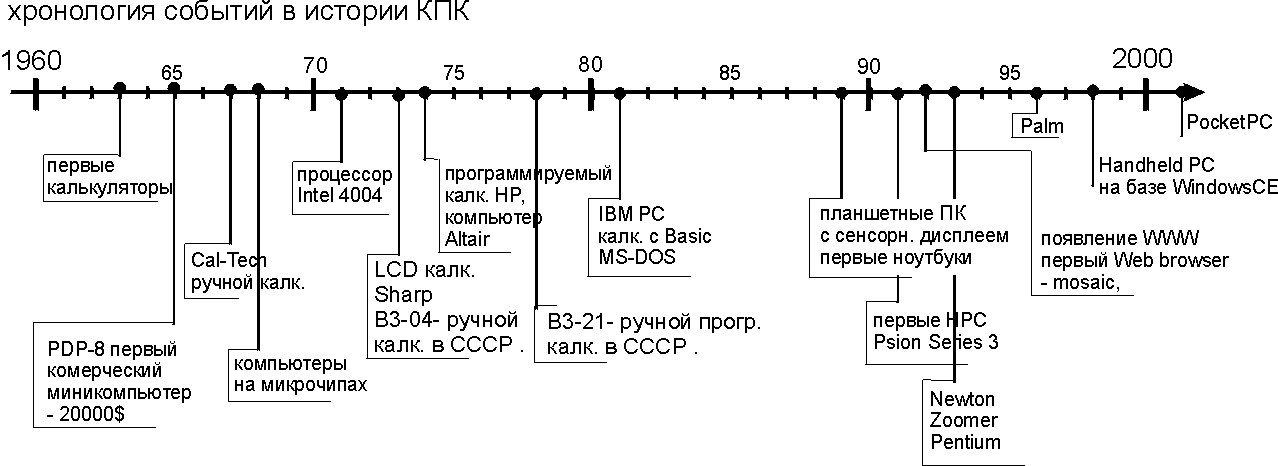 хронология событий в истории КПК
1960
65
70
75
80
85
90
95
2000
первые
калькуляторы
PDP-8 первый
комерческий
миникомпьютер
- 20000$
Cal-Tech
ручной калк.
компьютеры
на микрочипах
процессор
Intel 4004
LCD калк.
Sharp
B3-04- ручной
калк. в СССР .
программируемый
калк. HP,
компьютер
Altair
B3-21- ручной прогр.
калк. в СССР .
IBM PC
калк. с Basic
MS-DOS
планшетные ПК
с сенсорн. дисплеем
первые ноутбуки
первые HPC
Psion Series 3
появление WWW
первый Web browser
- mosaic,
Newton
Zoomer
Pentium
Palm
Handheld PC
на базе WindowsCE
PocketPC